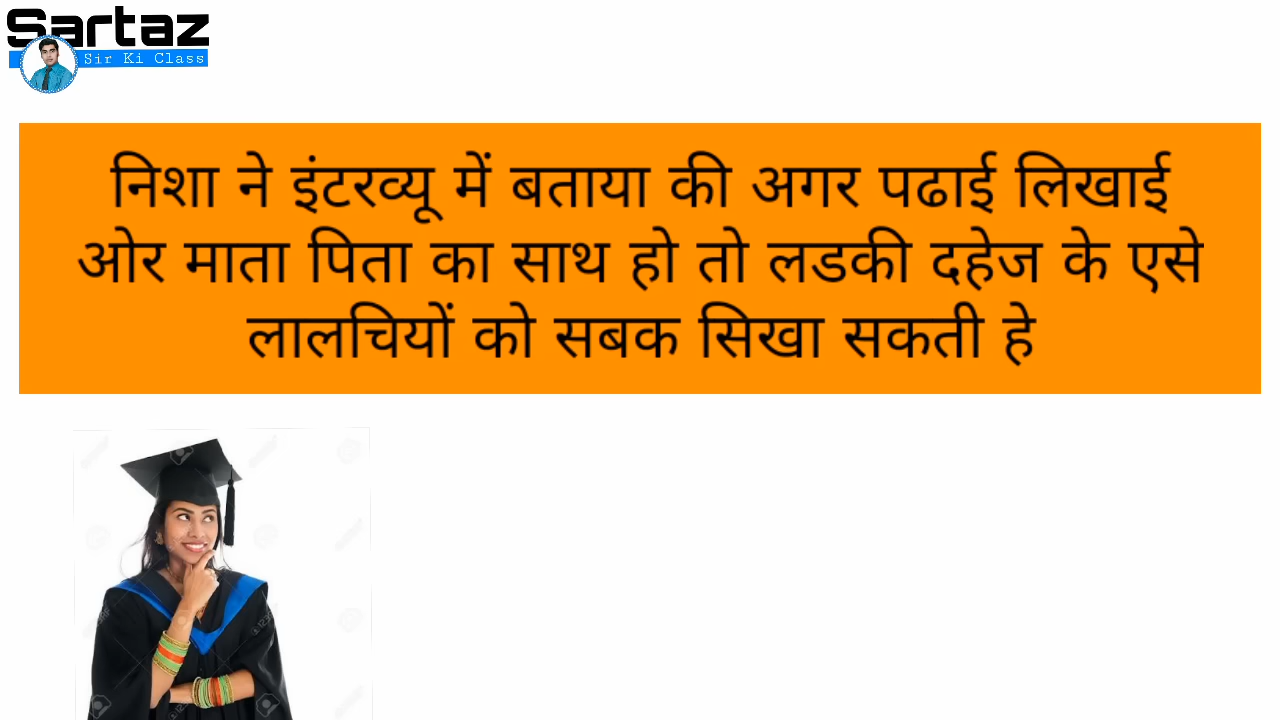 Sartaz
Sir Ki Class
निशा ने इंटरव्यू में बताया की अगर पढाई लिखाई
ओर माता पिता का साथ हो तो लडकी दहेज के एसे
लालचियों को सबक सिखा सकती हे